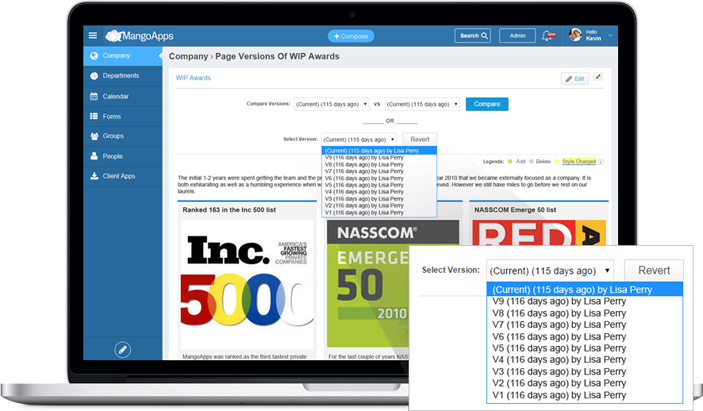 MangoApps
+ Compose
Search
Admin
Hello
Kevin
Company
Departments
Calendar
Forms
Groups
People
Client Apps
Company › Page Versions Of WIP Awards
WIP Awards
Edit
Compare Versions: (Current) (115 days ago) vs (Current) (115 days ago) Compare
OR
Select Version: (Current) (115 days ago) Revert
(Current) (115 days ago) by Lisa Perry
V9 (116 days ago) by Lisa Perry
V8 (116 days ago) by Lisa Perry
V7 (116 days ago) by Lisa Perry
V6 (116 days ago) by Lisa Perry
V5 (116 days ago) by Lisa Perry
V4 (116 days ago) by Lisa Perry
V3 (116 days ago) by Lisa Perry
V2 (116 days ago) by Lisa Perry
V1 (116 days ago) by Lisa Perry
Legends: Add Delete Style Changed
The initial 1-2 years were spent getting the team and the pr year 2010 that we became externally focused as a company. It is
both exhilarating as well as a humbling experience when w eved. However we still have miles to go before we rest on our
laurels.
Ranked 163 in the Inc 500 list
NASSCOM Emerge 50 list
Inc.
AMERICA'S
FASTEST
GROWING
PRIVATE
COMPANIES
5000
NASSCOM®
EMERGE
50
2010
RED
MangoApps was ranked as the third fastest private
For the last couple of years NAS
Select Version: (Current) (115 days ago) Revert
(Current) (115 days ago) by Lisa Perry
V9 (116 days ago) by Lisa Perry
V8 (116 days ago) by Lisa Perry
V7 (116 days ago) by Lisa Perry
V6 (116 days ago) by Lisa Perry
V5 (116 days ago) by Lisa Perry
V4 (116 days ago) by Lisa Perry
V3 (116 days ago) by Lisa Perry
V2 (116 days ago) by Lisa Perry
V1 (116 days ago) by Lisa Perry